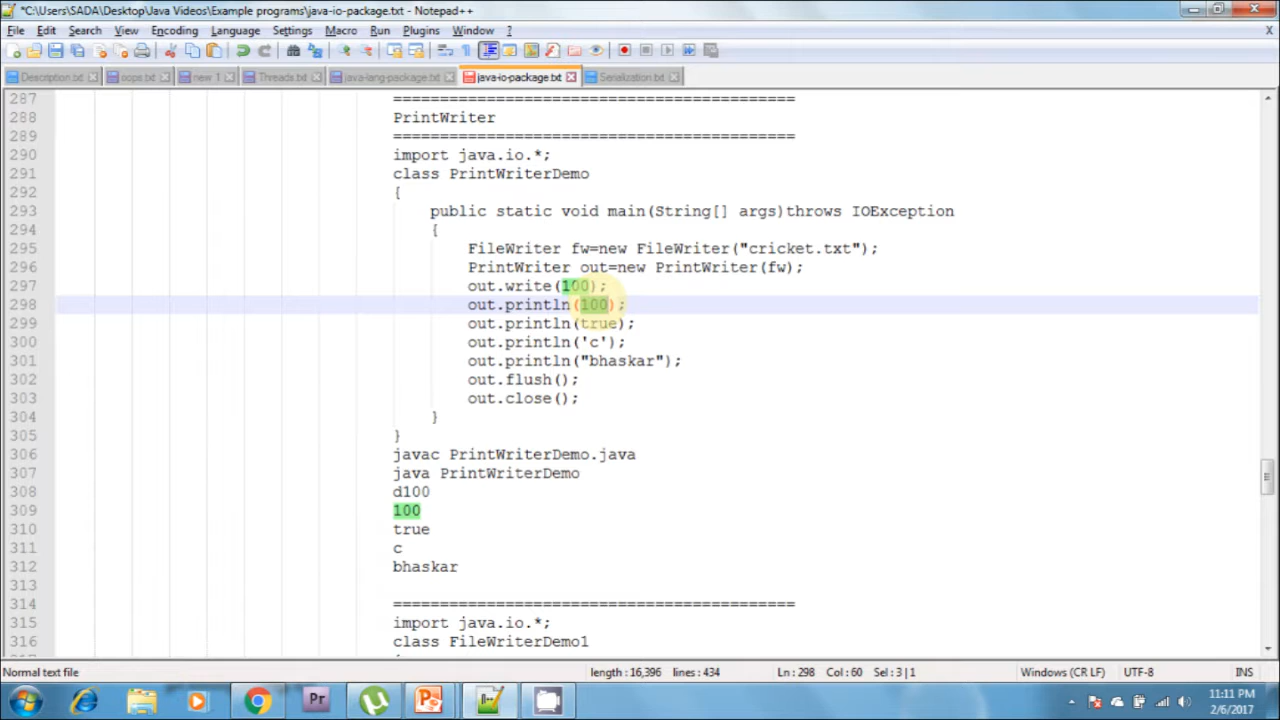 *C:\Users\SADA\Desktop\Java Videos\Example programs\java-io-package.txt - Notepad++
File Edit Search View Encoding Language Settings Macro Run Plugins Window ? X
Description.txt oops.txt new 1 Threads.txt java-lang-package.txt java-io-package.txt Serialization.txt
287 ===========================================
288 PrintWriter
289 ===========================================
290 import java.io.*;
291 class PrintWriterDemo
292 {
293 public static void main(String[] args)throws IOException
294 {
295 FileWriter fw=new FileWriter("cricket.txt");
296 PrintWriter out=new PrintWriter(fw);
297 out.write(100);
298 out.println(100);
299 out.println(true);
300 out.println('c');
301 out.println("bhaskar");
302 out.flush();
303 out.close();
304 }
305 }
306 javac PrintWriterDemo.java
307 java PrintWriterDemo
308 d100
309 100
310 true
311 c
312 bhaskar
313
314 ===========================================
315 import java.io.*;
316 class FileWriterDemo1
Normal text file length : 16,396 lines : 434 Ln : 298 Col : 60 Sel : 3 | 1 Windows (CR LF) UTF-8 INS
Pr
11:11 PM
2/6/2017